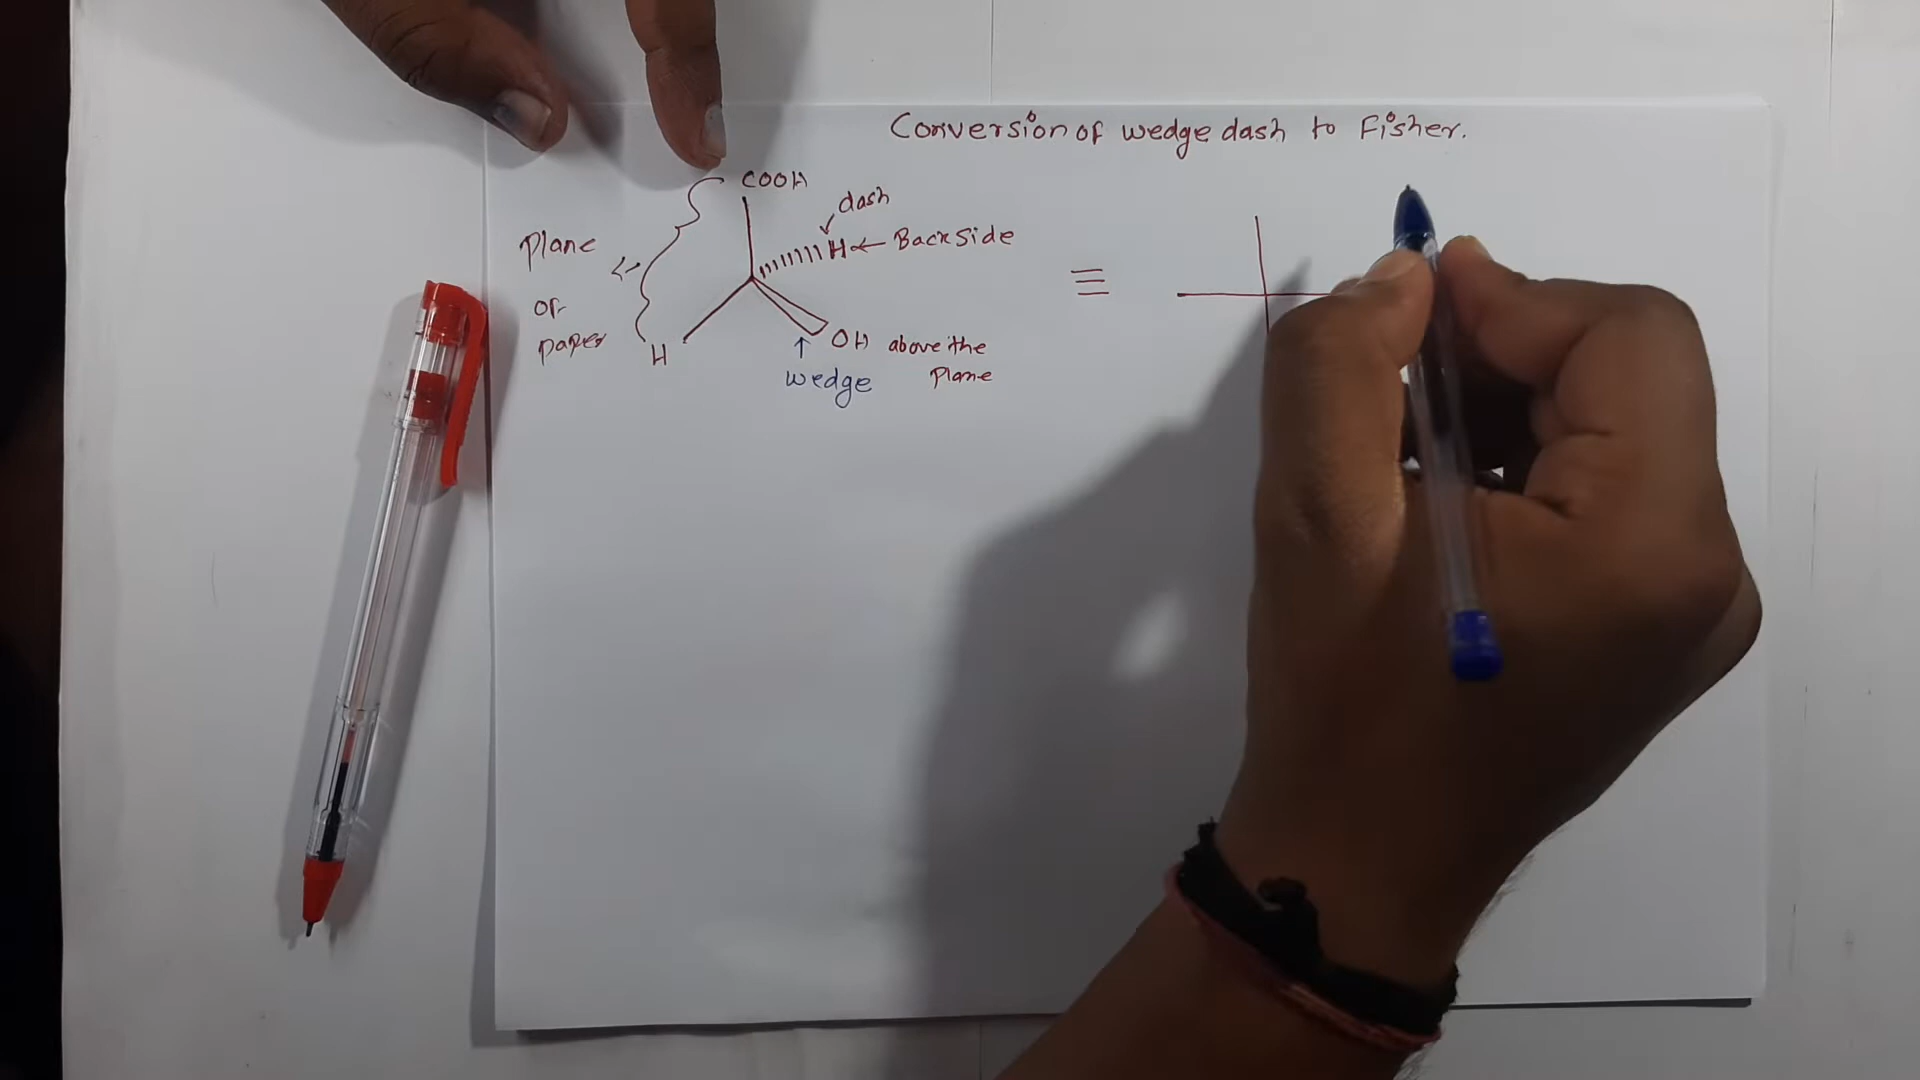 Conversion of wedge dash to Fisher.
COOH
dash
Plane
H
Back side
or
paper
H
OH above the
wedge
Plane